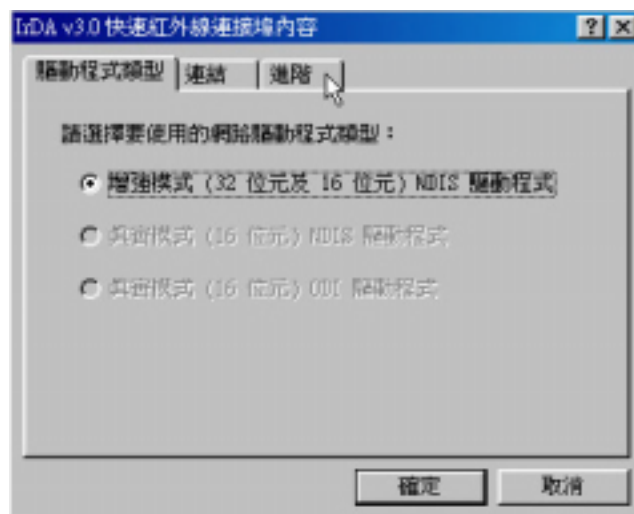 IrDA v3.0 快速紅外線連接埠內容
驅動程式類型 連結 進階
請選擇要使用的網路驅動程式類型：
增強模式 (32 位元及 16 位元) NDIS 驅動程式
真實模式 (16 位元) NDIS 驅動程式
真實模式 (16 位元) ODI 驅動程式
確定 取消